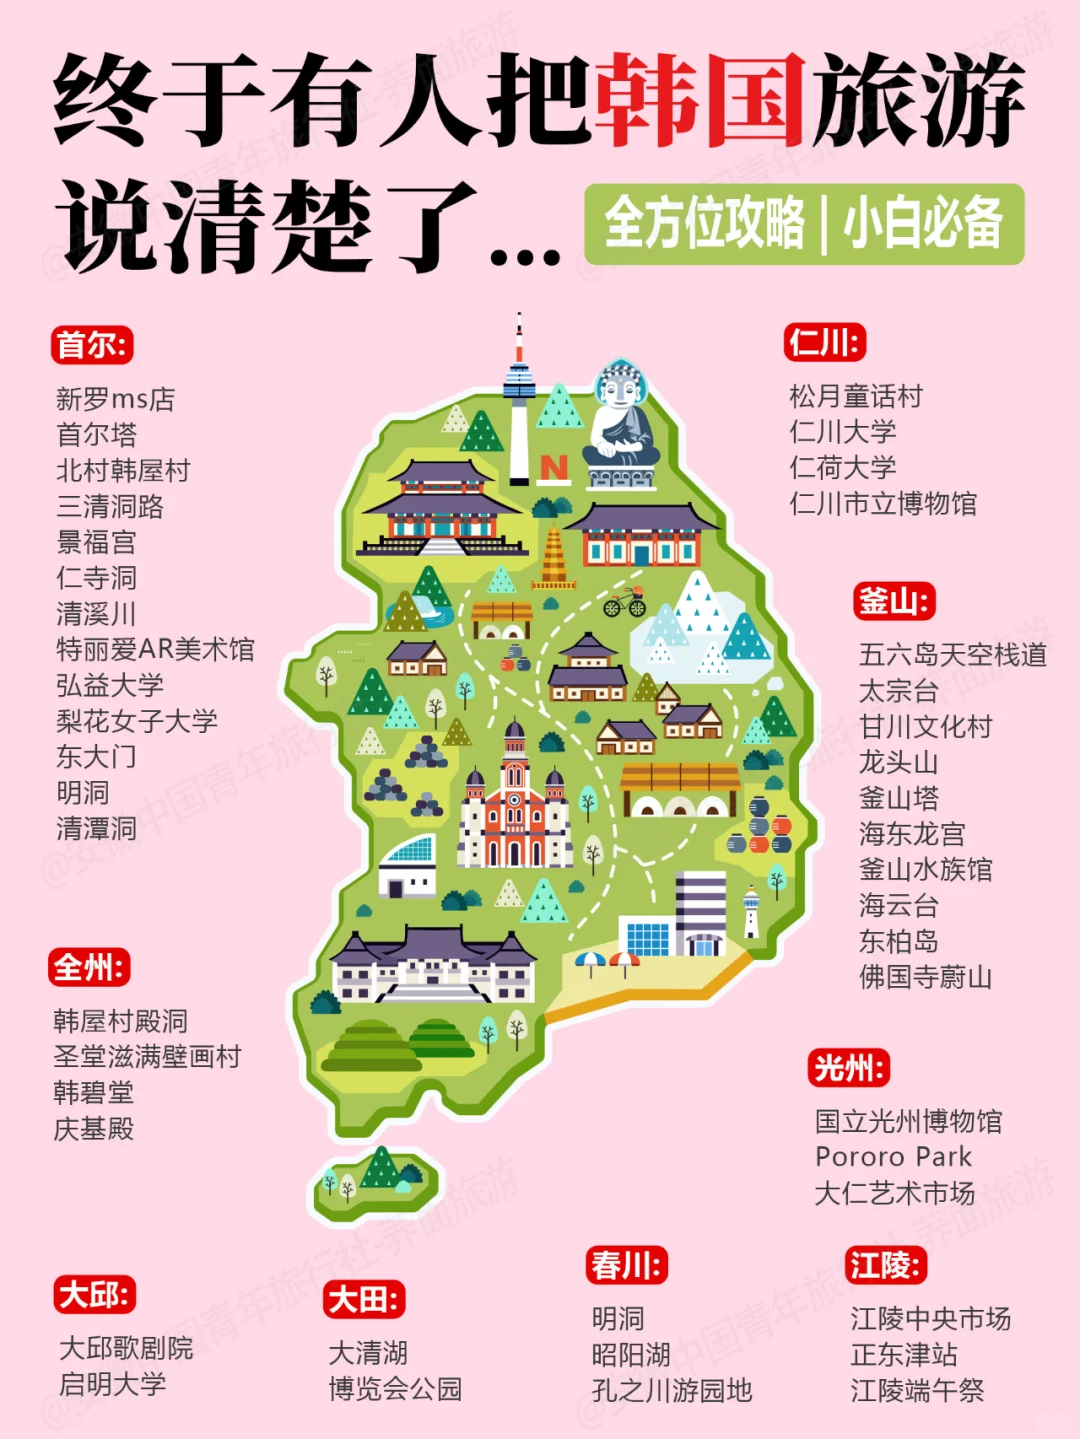 终于有人把韩国旅游
说清楚了...
全方位攻略|小白必备
首尔:
新罗ms店
首尔塔
北村韩屋村
三清洞路
景福宫
仁寺洞
清溪川
特丽爱AR美术馆
弘益大学
梨花女子大学
东大门
明洞
清潭洞
仁川:
松月童话村
仁川大学
仁荷大学
仁川市立博物馆
釜山:
五六岛天空栈道
太宗台
甘川文化村
龙头山
釜山塔
海东龙宫
釜山水族馆
海云台
东柏岛
佛国寺蔚山
N
全州:
韩屋村殿洞
圣堂滋满壁画村
韩碧堂
庆基殿
光州:
国立光州博物馆
Pororo Park
大仁艺术市场
大邱:
大邱歌剧院
启明大学
大田:
大清湖
博览会公园
春川:
明洞
昭阳湖
孔之川游园地
江陵:
江陵中央市场
正东津站
江陵端午祭